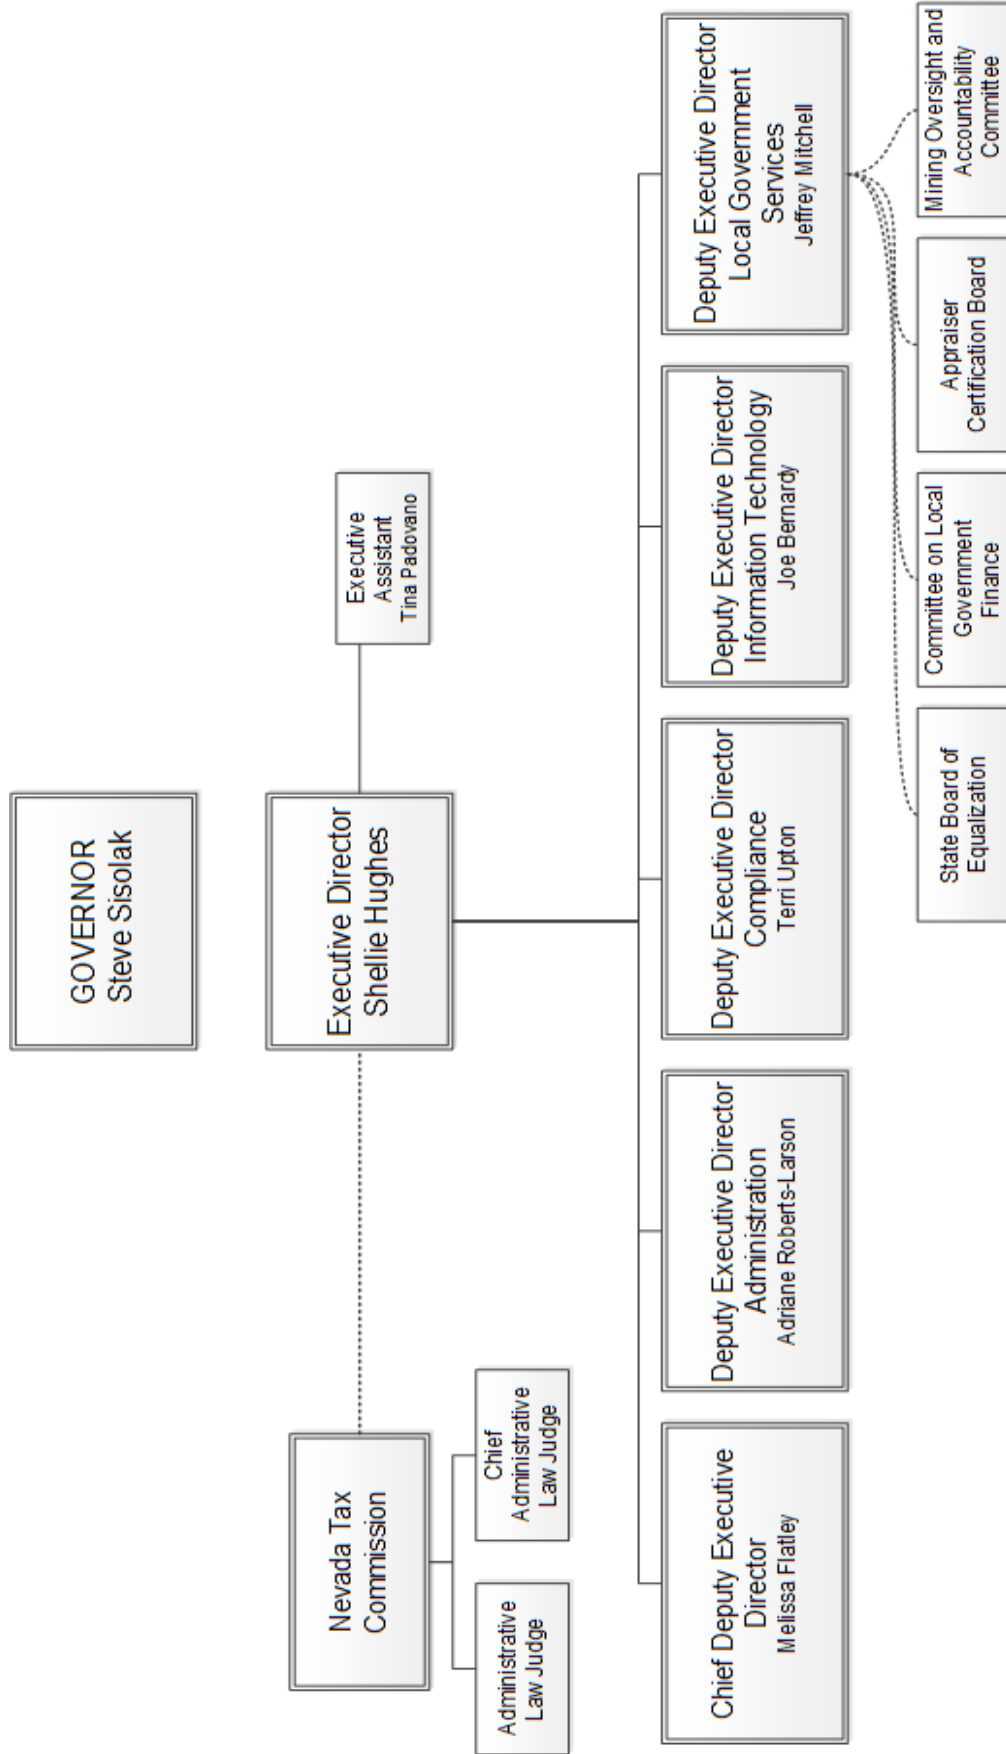 GOVERNOR
Steve Sisolak
Executive Director
Shellie Hughes
Executive
Assistant
Tina Padovano
Nevada Tax
Commission
Administrative
Law Judge
Chief
Administrative
Law Judge
Chief Deputy Executive
Director
Melissa Flatley
Deputy Executive Director
Administration
Adriane Roberts-Larson
Deputy Executive Director
Compliance
Terri Upton
Deputy Executive Director
Information Technology
Joe Bernardy
Deputy Executive Director
Local Government
Services
Jeffrey Mitchell
State Board of
Equalization
Committee on Local
Government
Finance
Appraiser
Certification Board
Mining Oversight and
Accountability
Committee